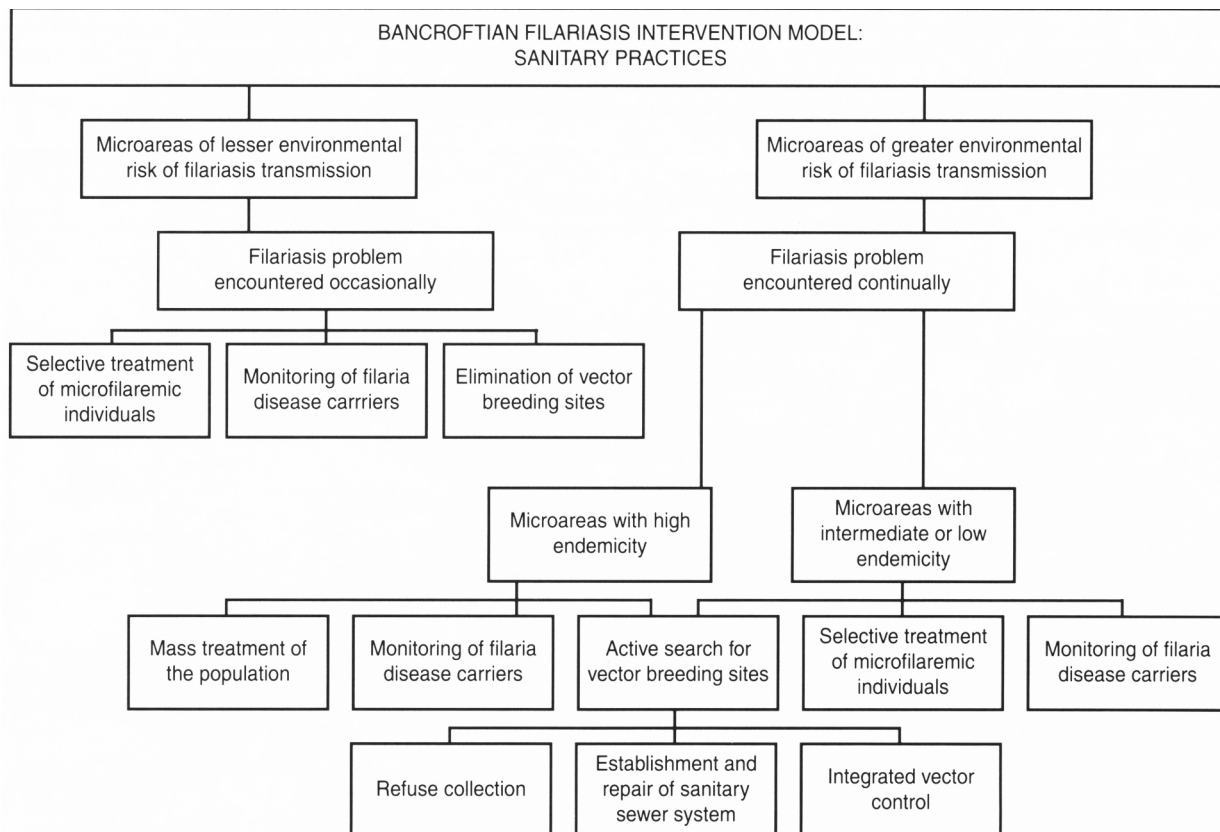 BANCROFTIAN FILARIASIS INTERVENTION MODEL:
SANITARY PRACTICES
Microareas of lesser environmental
risk of filariasis transmission
Microareas of greater environmental
risk of filariasis transmission
Filariasis problem
encountered occasionally
Filariasis problem
encountered continually
Selective treatment
of microfilaremic
individuals
Monitoring of filaria
disease carrriers
Elimination of vector
breeding sites
Microareas with high
endemicity
Microareas with
intermediate or low
endemicity
Mass treatment of
the population
Monitoring of filaria
disease carriers
Active search for
vector breeding sites
Selective treatment
of microfilaremic
individuals
Monitoring of filaria
disease carriers
Refuse collection
Establishment and
repair of sanitary
sewer system
Integrated vector
control